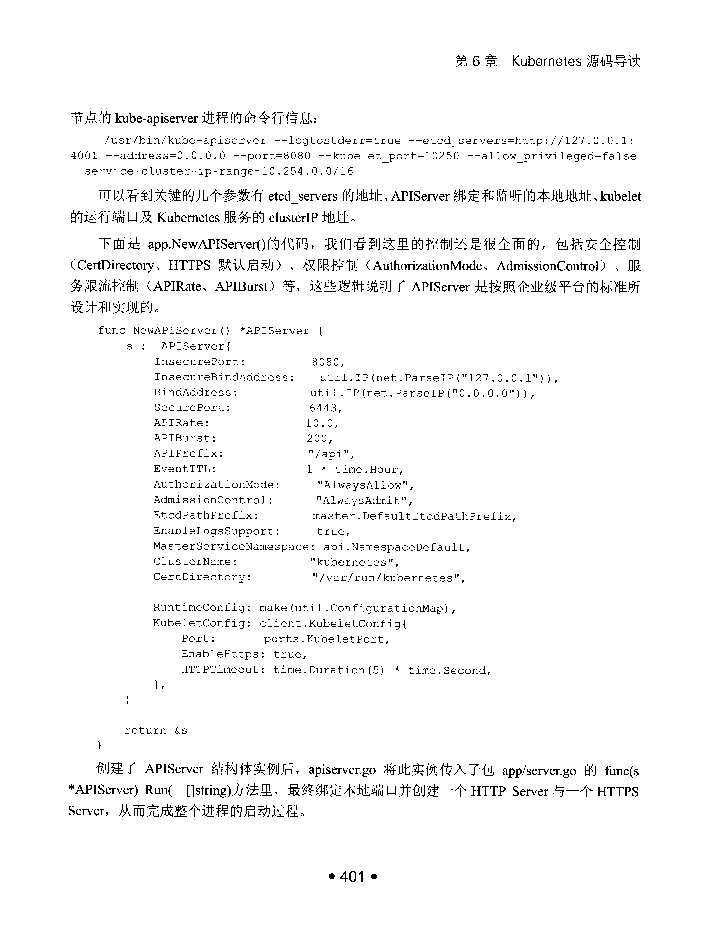 第 6 章　Kubernetes 源码导读
节点的 kube-apiserver 进程的命令行信息：
/usr/bin/kube-apiserver --logtostderr=true --etcd_servers=http://127.0.0.1:
4001 --address=0.0.0.0 --port=8080 --kubelet_port=10250 --allow_privileged=false
service-cluster-ip-range=10.254.0.0/16
可以看到关键的几个参数有 etcd_servers 的地址、APIServer 绑定和监听的本地地址、kubelet
的运行端口及 Kubernetes 服务的 clusterIP 地址。
下面是 app.NewAPIServer()的代码，我们看到这里的控制还是很全面的，包括安全控制
（CertDirectory、HTTPS 默认启动）、权限控制（AuthorizationMode、AdmissionControl）、服
务限流控制（APIRate、APIBurst）等，这些逻辑说明了 APIServer 是按照企业级平台的标准所
设计和实现的。
func NewAPIServer() *APIServer {
s := APIServer{
InsecurePort: 8080,
InsecureBindAddress: util.IP(net.ParseIP("127.0.0.1")),
BindAddress: util.IP(net.ParseIP("0.0.0.0")),
SecurePort: 6443,
APIRate: 10.0,
APIBurst: 200,
APIPrefix: "/api",
EventTTL: 1 * time.Hour,
AuthorizationMode: "AlwaysAllow",
AdmissionControl: "AlwaysAdmit",
EtcdPathPrefix: master.DefaultEtcdPathPrefix,
EnableLogsSupport: true,
MasterServiceNamespace: api.NamespaceDefault,
ClusterName: "kubernetes",
CertDirectory: "/var/run/kubernetes",
RuntimeConfig: make(util.ConfigurationMap),
KubeletConfig: client.KubeletConfig{
Port: ports.KubeletPort,
EnableHttps: true,
HTTPTimeout: time.Duration(5) * time.Second,
},
}
return &s
}
创建了 APIServer 结构体实例后，apiserver.go 将此实例传入了包 app/server.go 的 func(s
*APIServer) Run(_ []string)方法里，最终绑定本地端口并创建一个 HTTP Server 与一个 HTTPS
Server，从而完成整个进程的启动过程。
• 401 •